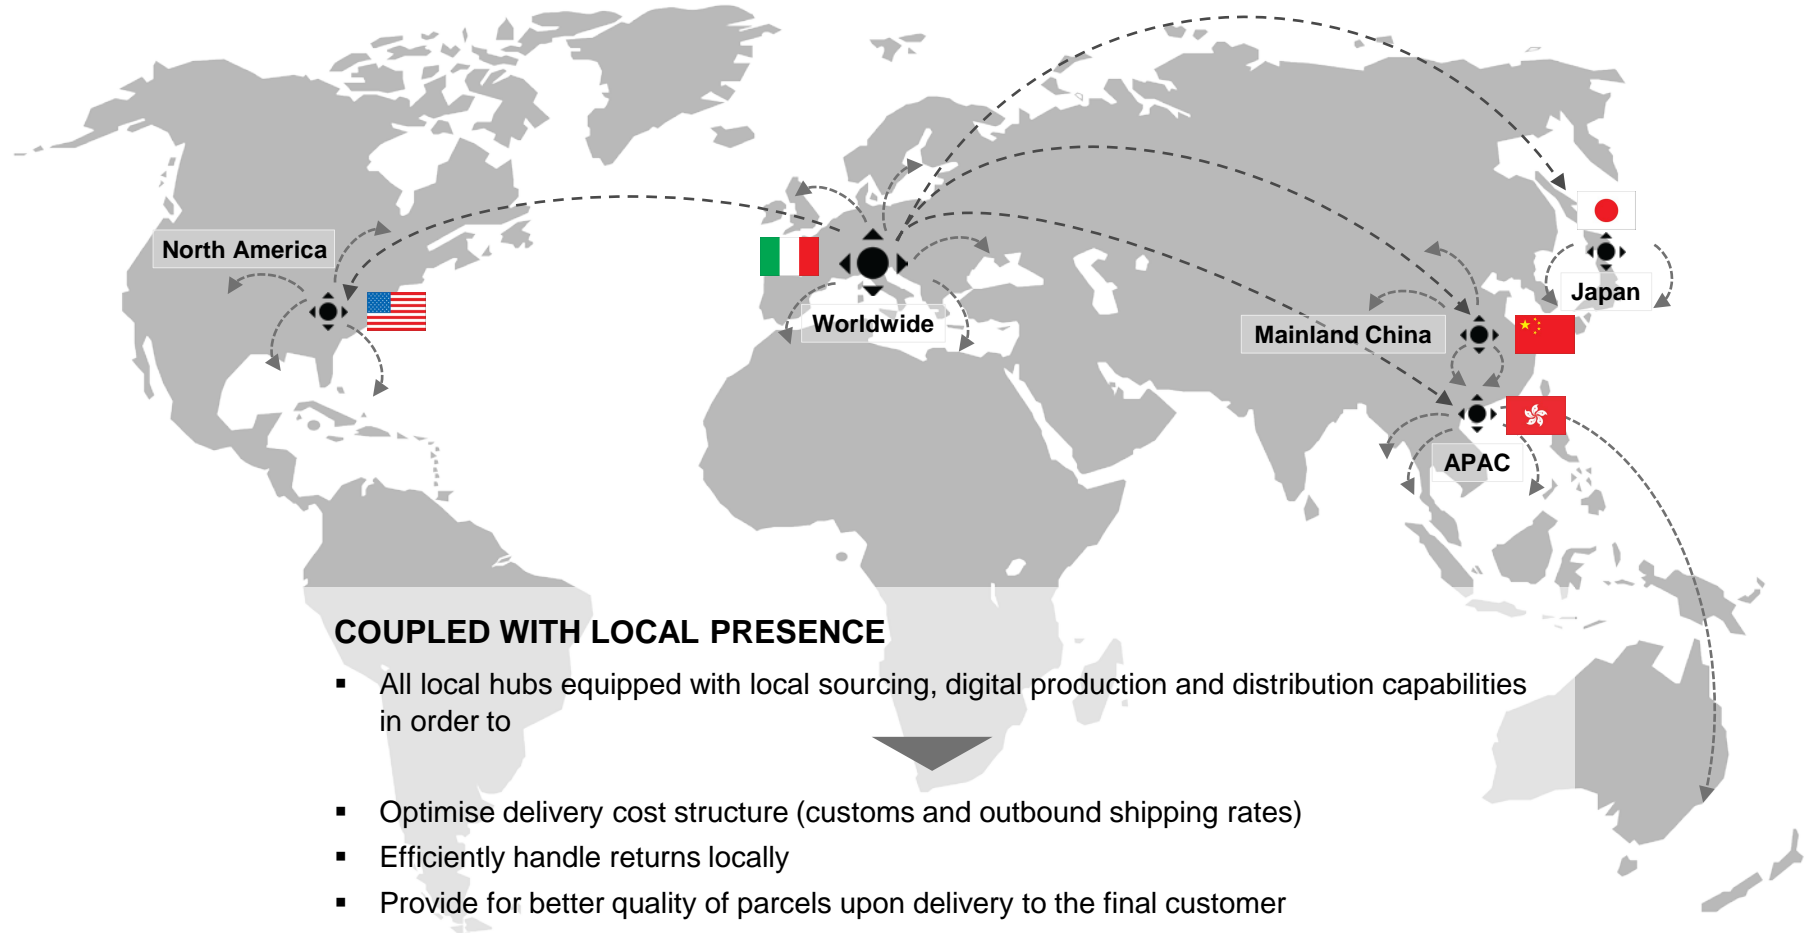 North America
Worldwide
Mainland China
Japan
APAC
COUPLED WITH LOCAL PRESENCE
▪ All local hubs equipped with local sourcing, digital production and distribution capabilities
in order to
▪ Optimise delivery cost structure (customs and outbound shipping rates)
▪ Efficiently handle returns locally
▪ Provide for better quality of parcels upon delivery to the final customer